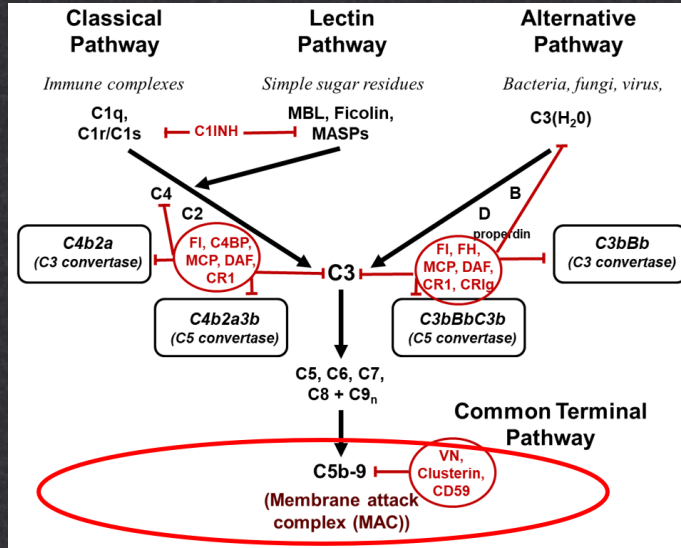 Classical
Pathway
Lectin
Pathway
Alternative
Pathway
Immune complexes
Simple sugar residues
Bacteria, fungi, virus,
C1q,
C1r/C1s
C1INH
MBL, Ficolin,
MASPs
C3(H₂0)
C4
C2
B
D
properdin
C4b2a
(C3 convertase)
FI, C4BP,
MCP, DAF,
CR1
C3
FI, FH,
MCP, DAF,
CR1, CRIg
C3bBb
(C3 convertase)
C4b2a3b
(C5 convertase)
C3bBbC3b
(C5 convertase)
C5, C6, C7,
C8 + C9ₙ
Common Terminal
Pathway
C5b-9
VN,
Clusterin,
CD59
(Membrane attack
complex (MAC))